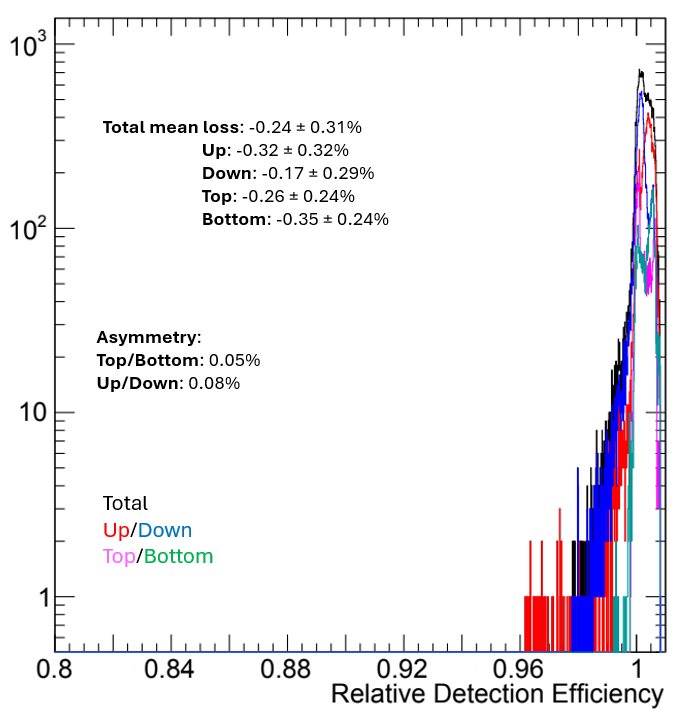 10³
Total mean loss: -0.24 ± 0.31%
Up: -0.32 ± 0.32%
Down: -0.17 ± 0.29%
Top: -0.26 ± 0.24%
Bottom: -0.35 ± 0.24%
10²
Asymmetry:
Top/Bottom: 0.05%
Up/Down: 0.08%
10
Total
Up/Down
Top/Bottom
1
0.8 0.84 0.88 0.92 0.96 1
Relative Detection Efficiency